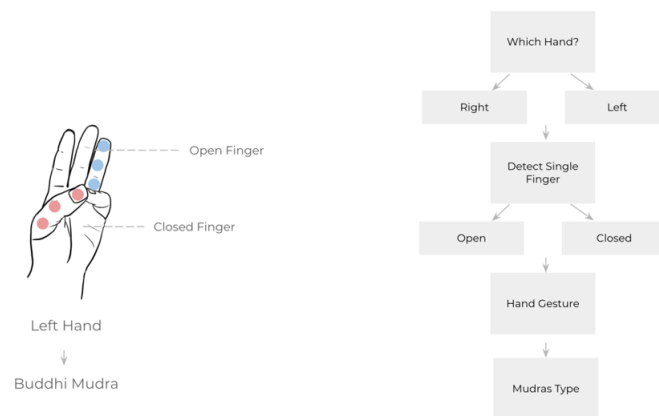 Open Finger
Closed Finger
Left Hand
Buddhi Mudra
Which Hand?
Right
Left
Detect Single
Finger
Open
Closed
Hand Gesture
Mudras Type